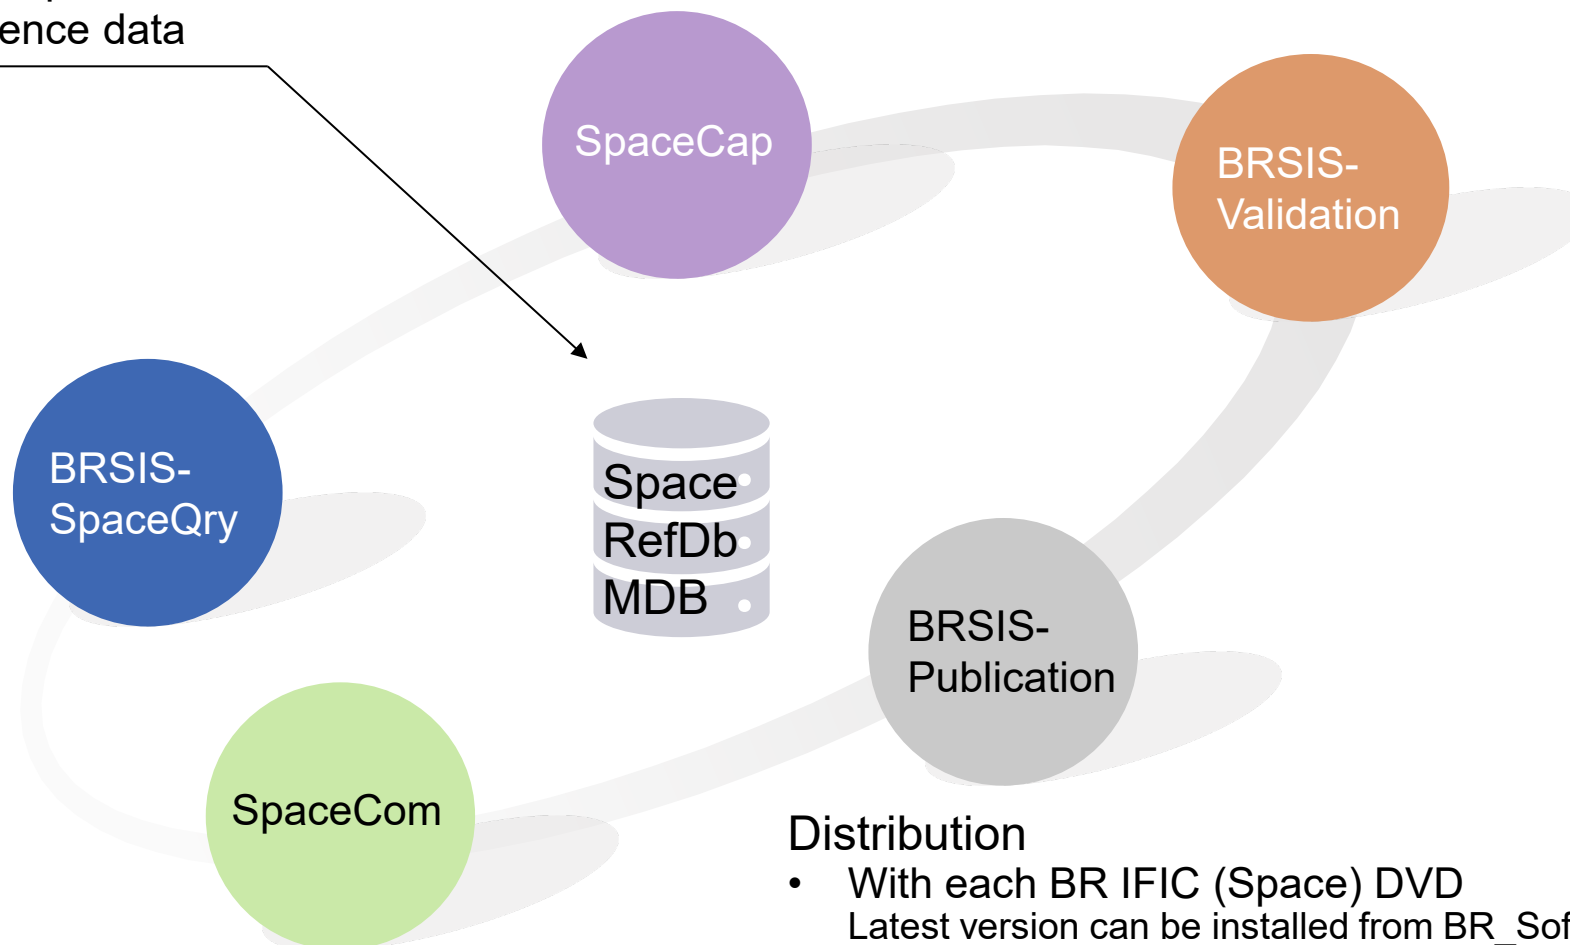 ence data
SpaceCap
BRSIS-
Validation
BRSIS-
SpaceQry
Space
RefDb
MDB
BRSIS-
Publication
SpaceCom
Distribution
• With each BR IFIC (Space) DVD
Latest version can be installed from BR_Sof